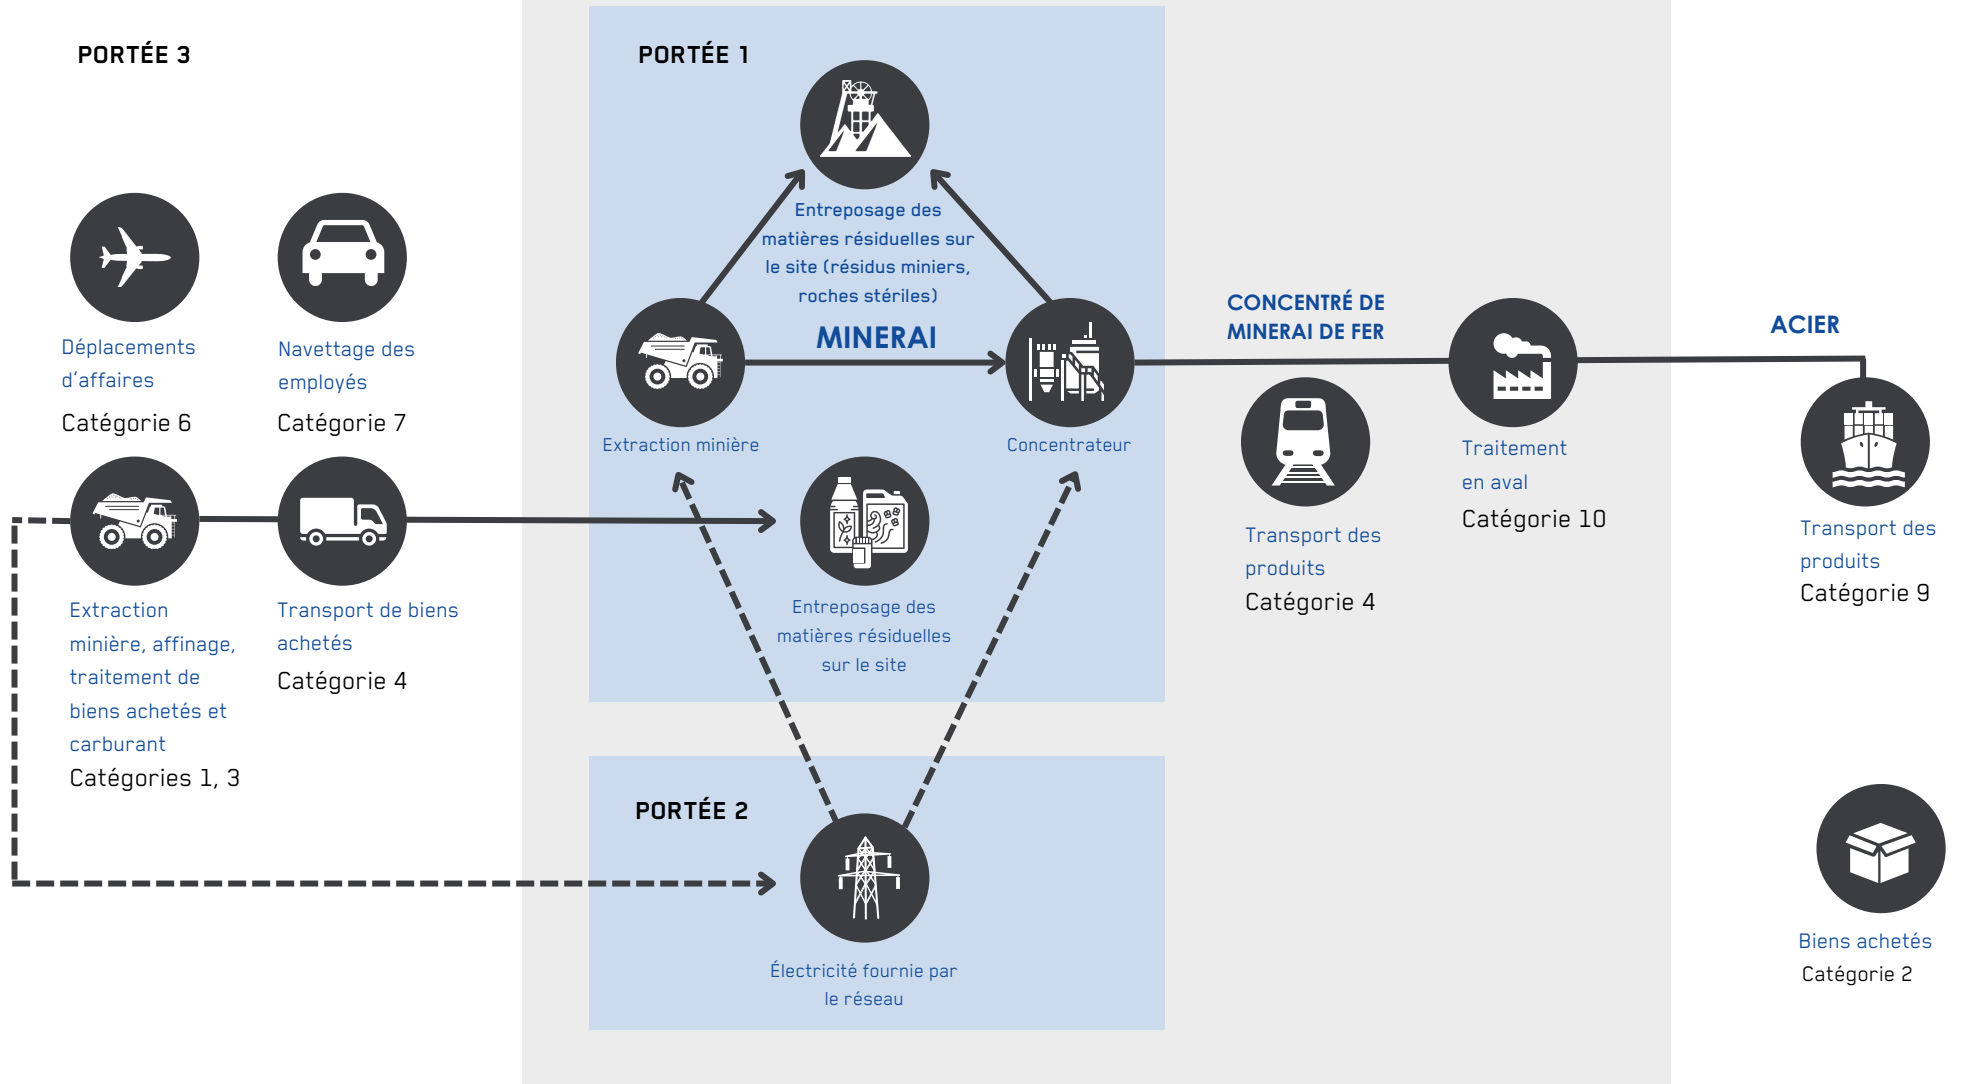 PORTÉE 3
Déplacements
d'affaires
Catégorie 6
Navettage des
employés
Catégorie 7
Extraction
minière, affinage,
traitement de
biens achetés et
carburant
Catégories 1, 3
Transport de biens
achetés
Catégorie 4
PORTÉE 1
Entreposage des
matières résiduelles sur
le site (résidus miniers,
roches stériles)
MINERAI
Extraction minière
Concentrateur
Entreposage des
matières résiduelles
sur le site
PORTÉE 2
Électricité fournie par
le réseau
CONCENTRÉ DE
MINERAI DE FER
Transport des
produits
Catégorie 4
Traitement
en aval
Catégorie 10
ACIER
Transport des
produits
Catégorie 9
Biens achetés
Catégorie 2